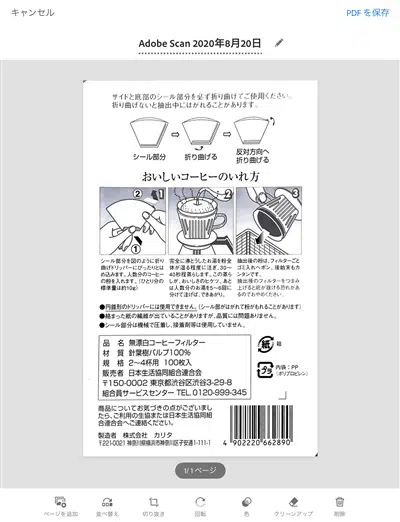 キャンセル
PDF を保存
Adobe Scan 2020年8月20日
サイドと底部のシール部分を必ず折り曲げてご使用ください。
折り曲げないと抽出中にはがれることがあります。
シール部分
折り曲げる
反対方向へ
折り曲げる
おいしいコーヒーのいれ方
2
1
2
3
1
シール部分を図のように折り
曲げドリッパーにぴったりとは
め込みます。人数分のコーヒー
の粉を入れます。(ひとり分の
標準量は約10g)
完全に沸とうしたお湯を粉全
体が湿る程度に注ぎ、30〜
40秒程蒸らします。この蒸ら
しが、おいしさのヒケツ。あと
は人数分のお湯を5〜6回に
分けて注げば、できあがり。
抽出後の粉は、フィルターごと
ゴミ入れへポン。後始末もカ
ンタンです。
抽出後のフィルターをつまみ
上げると底が抜ける恐れがあ
るのでおやめください。
●円錐形のドリッパーには使用できません。(シール部がはがれて粉がもれることがあります)
●絡まった紙の繊維が出ていることがありますが、品質には問題ありません。
●シール部分は機械で圧着し、接着剤等は使用していません。
品名 無漂白コーヒーフィルター
材質 針葉樹パルプ100%
規格 2〜4杯用 100枚入
販売者 日本生活協同組合連合会
〒150-0002 東京都渋谷区渋谷3-29-8
組合員サービスセンター TEL.0120-999-345
紙
箱
プラ
内袋:PP
(ポリプロピレン)
商品についてお気づきの点がございまし
たら、ご利用の生協または日本生活協同組
合連合会へご連絡ください。
製造者 株式会社 カリタ
〒221-0021 神奈川県横浜市神奈川区子安通1-111-1
4 902220 662890
1/1 ページ
ページを追加
並べ替え
切り抜き
回転
色
クリーンアップ
削除